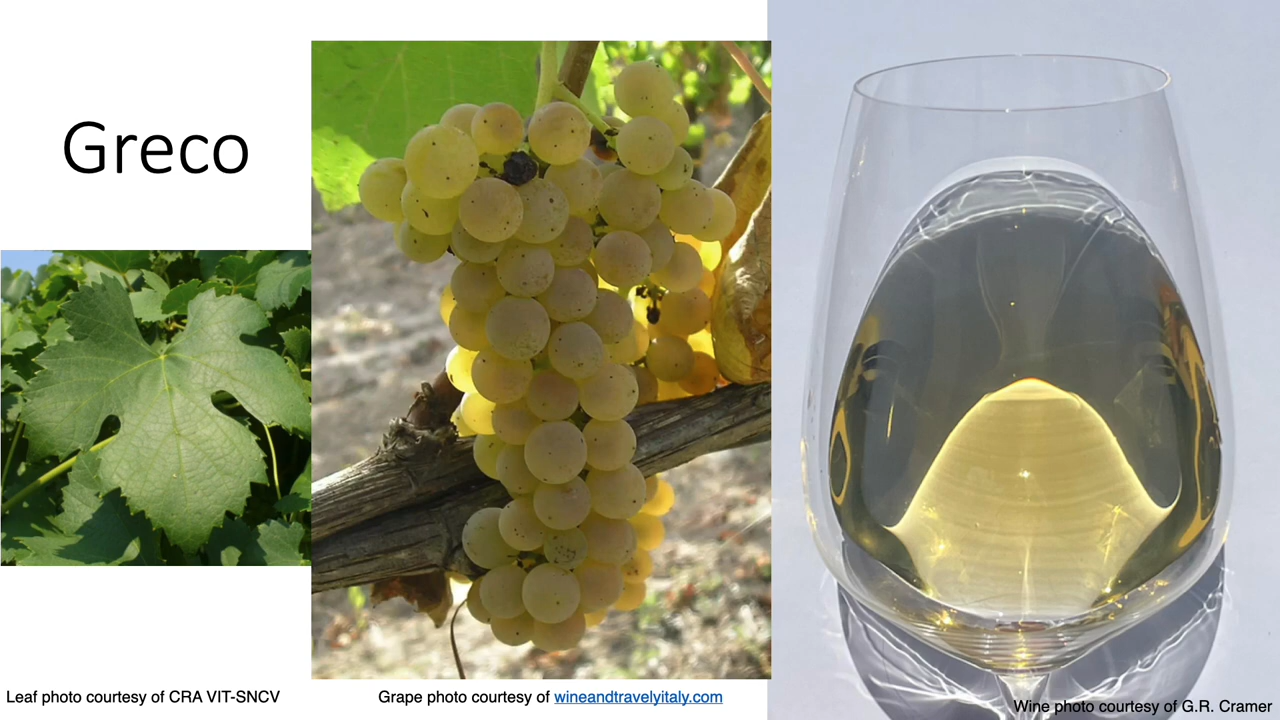 Greco
Leaf photo courtesy of CRA VIT-SNCV
Grape photo courtesy of wineandtravelyitaly.com
Wine photo courtesy of G.R. Cramer